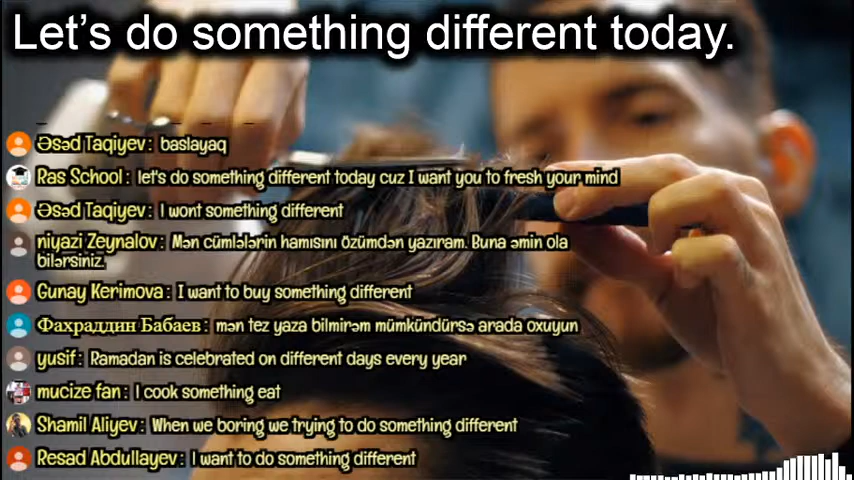 Let's do something different today.
Əsəd Taqiyev : baslayaq
Ras School : let's do something different today cuz I want you to fresh your mind
Əsəd Taqiyev : I wont something different
niyazi Zeynalov : Mən cümlələrin hamısını özümdən yazıram. Buna əmin ola
bilərsiniz.
Gunay Kerimova : I want to buy something different
Фахраддин Бабаев : mən tez yaza bilmirəm mümkündürsə arada oxuyun
yusif : Ramadan is celebrated on different days every year
mucize fan : I cook something eat
Shamil Aliyev : When we boring we trying to do something different
Resad Abdullayev : I want to do something different